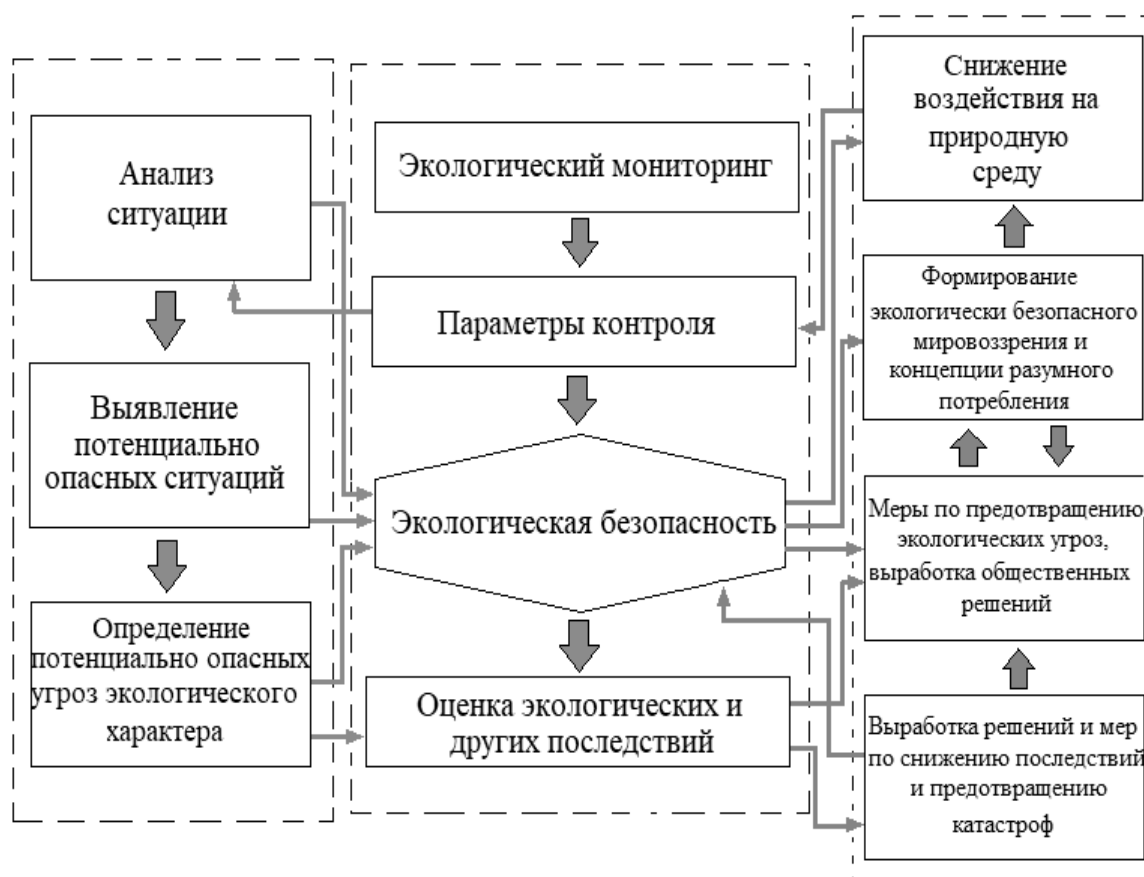 Анализ
ситуации
Выявление
потенциально
опасных ситуаций
Определение
потенциально опасных
угроз экологического
характера
Экологический мониторинг
Параметры контроля
Экологическая безопасность
Оценка экологических и
других последствий
Снижение
воздействия на
природную
среду
Формирование
экологически безопасного
мировоззрения и
концепции разумного
потребления
Меры по предотвращению
экологических угроз,
выработка общественных
решений
Выработка решений и мер
по снижению последствий
и предотвращению
катастроф